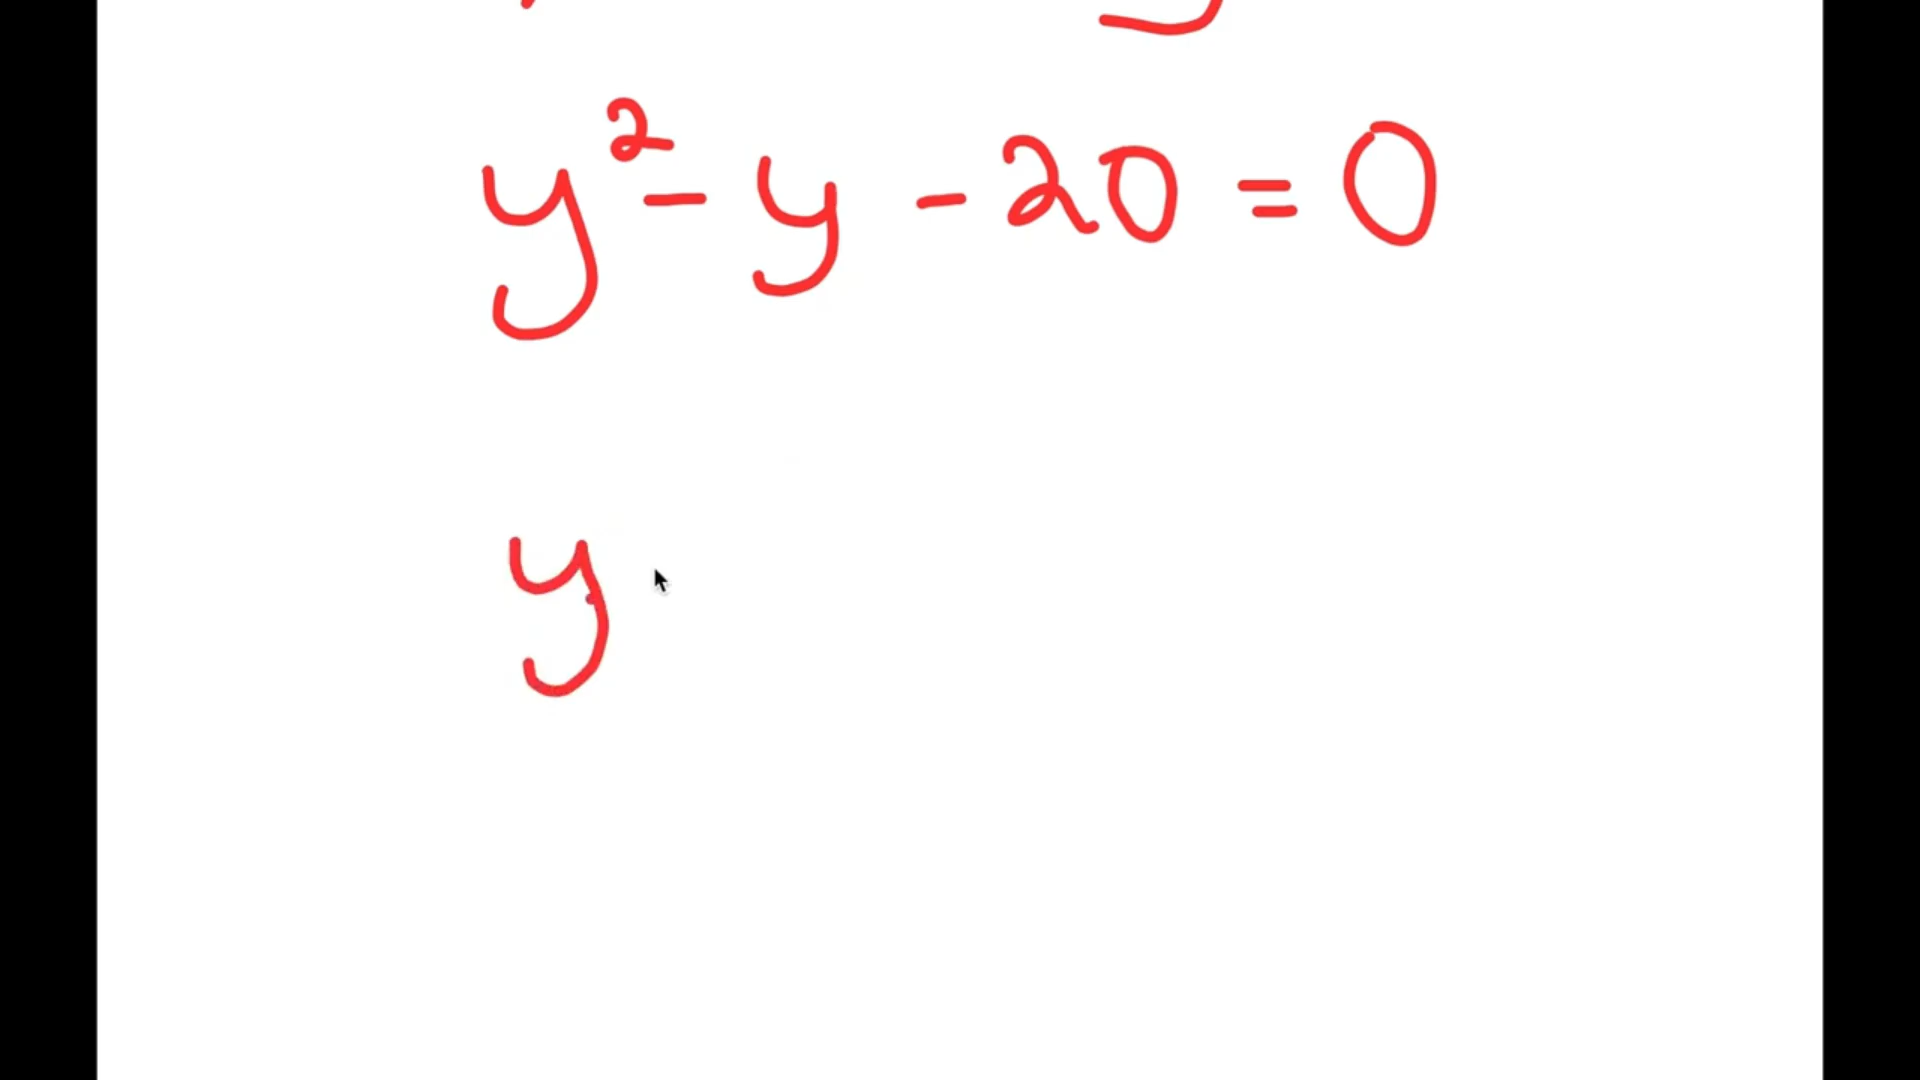 y² - y - 20 = 0
y